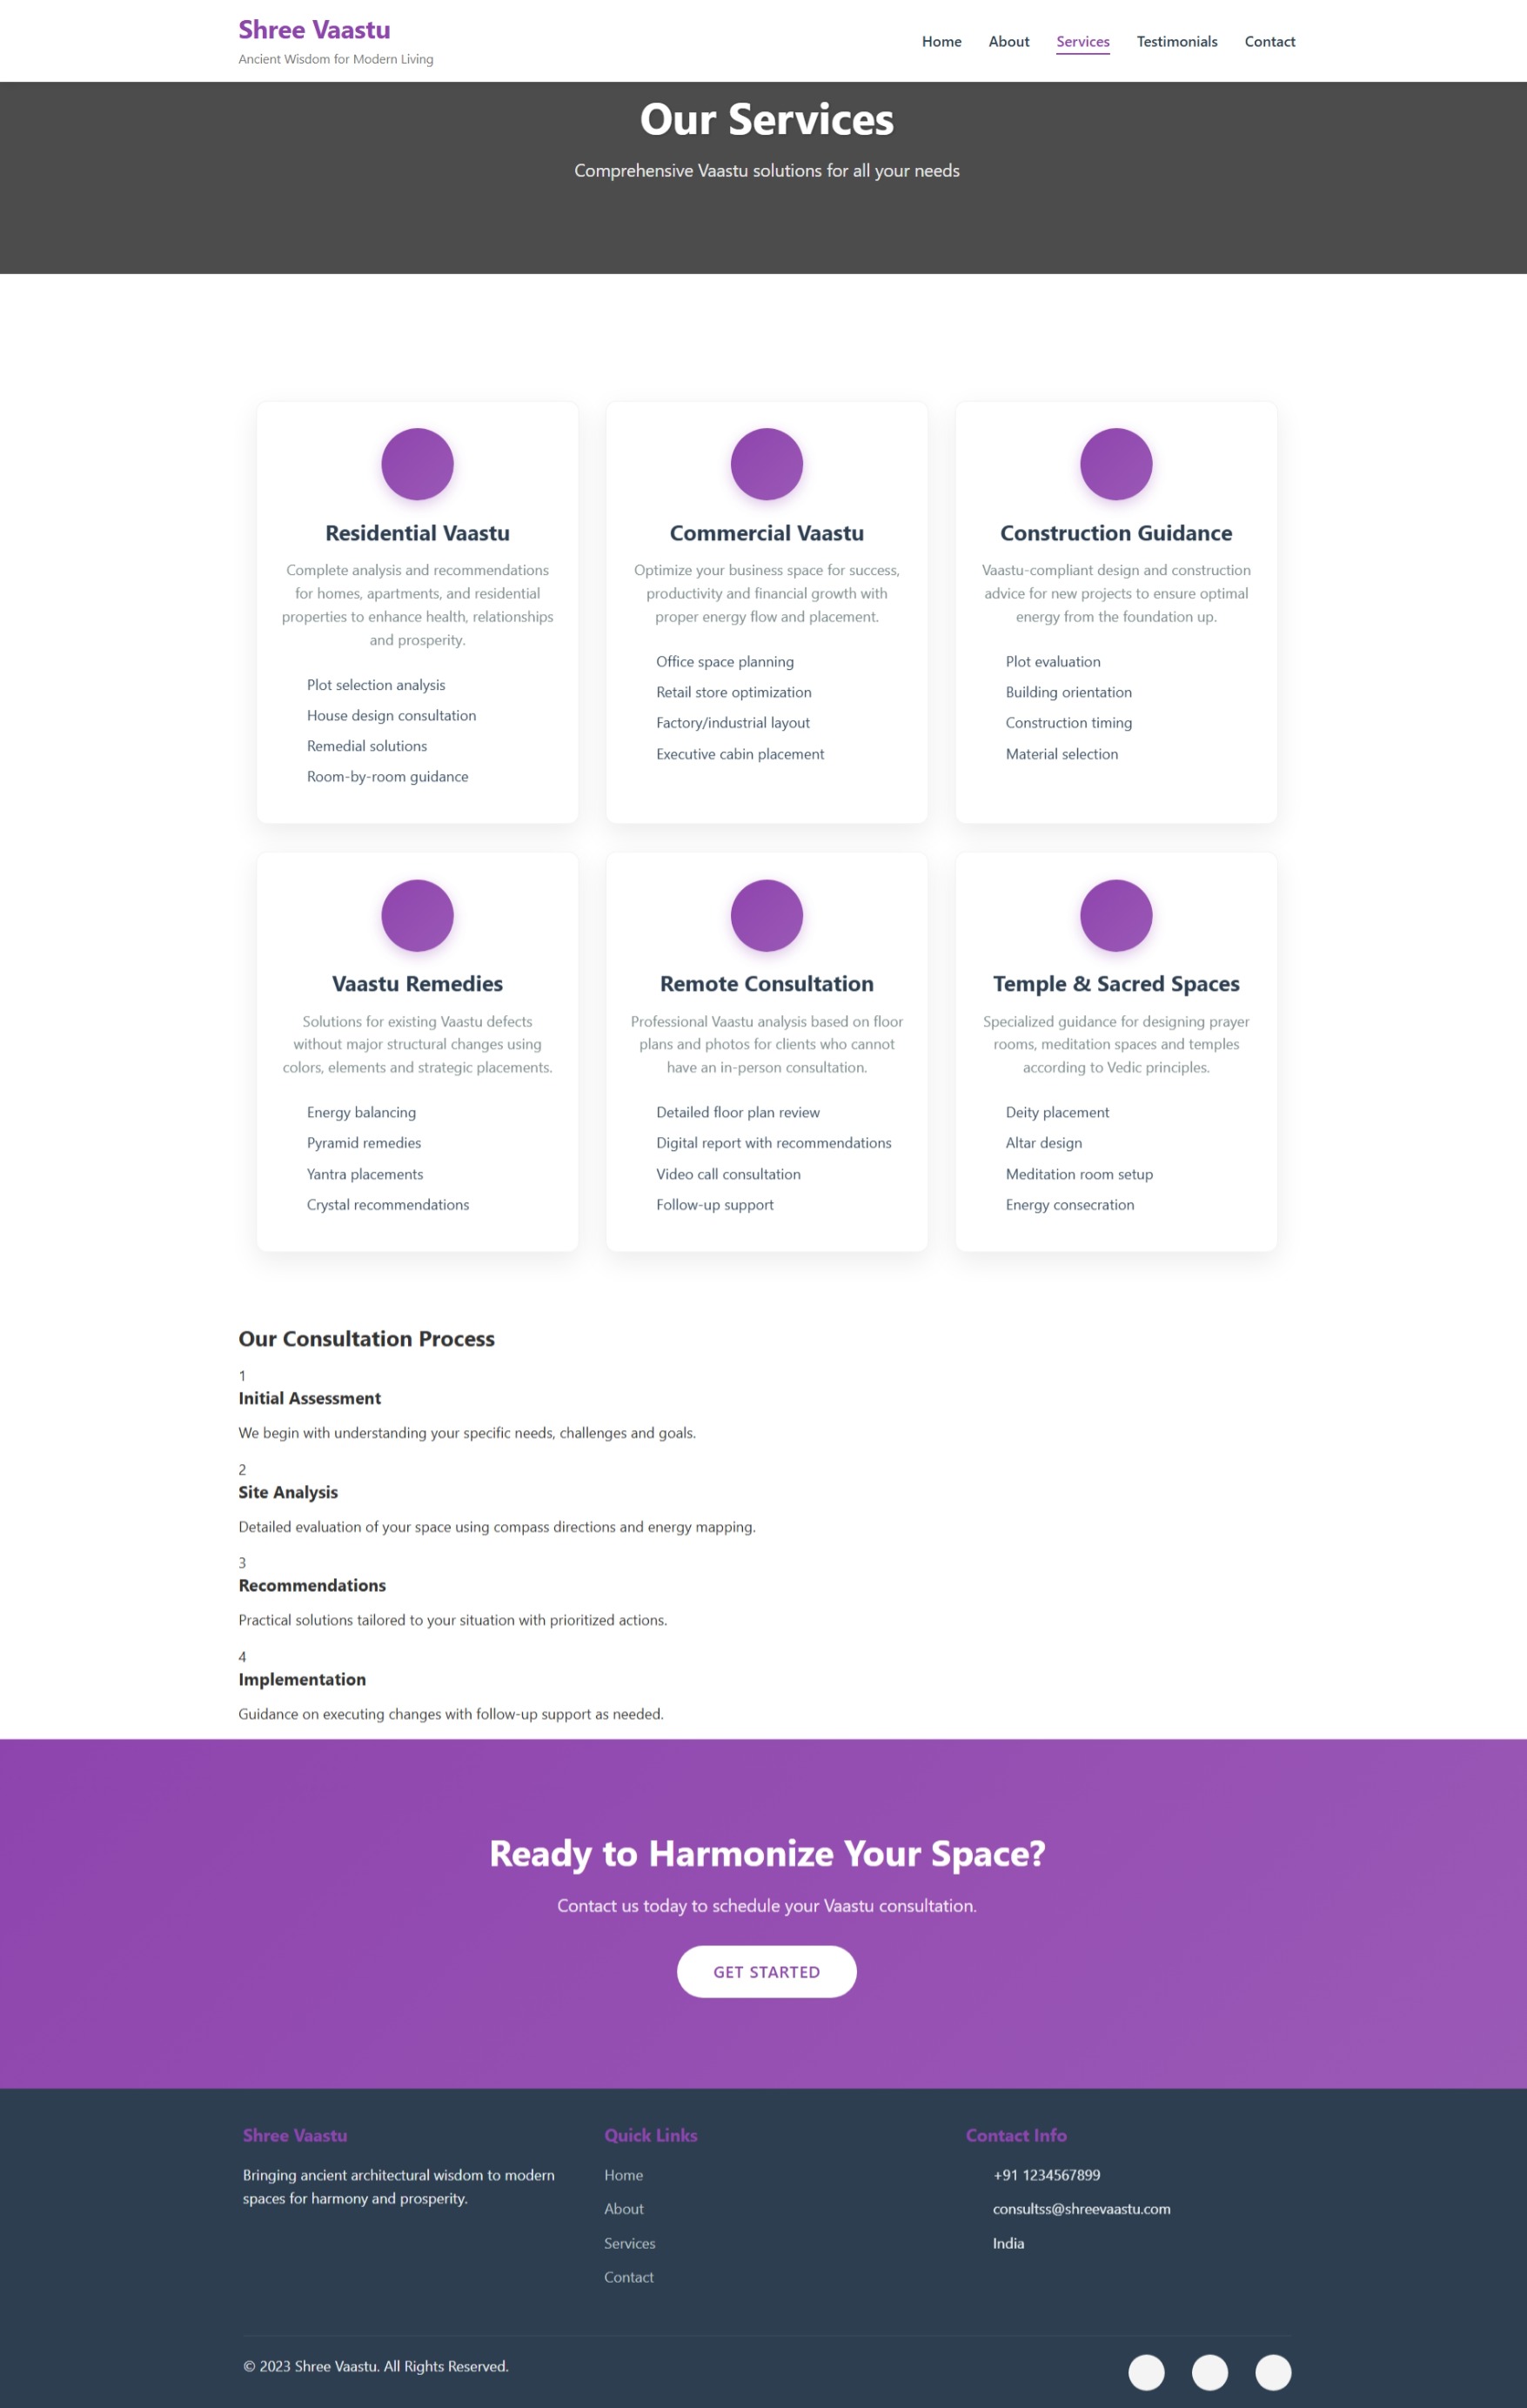 Shree Vaastu
Ancient Wisdom for Modern Living
Home
About
Services
Testimonials
Contact
Our Services
Comprehensive Vaastu solutions for all your needs
Residential Vaastu
Complete analysis and recommendations
for homes, apartments, and residential
properties to enhance health, relationships
and prosperity.
Plot selection analysis
House design consultation
Remedial solutions
Room-by-room guidance
Commercial Vaastu
Optimize your business space for success,
productivity and financial growth with
proper energy flow and placement.
Office space planning
Retail store optimization
Factory/industrial layout
Executive cabin placement
Construction Guidance
Vaastu-compliant design and construction
advice for new projects to ensure optimal
energy from the foundation up.
Plot evaluation
Building orientation
Construction timing
Material selection
Vaastu Remedies
Solutions for existing Vaastu defects
without major structural changes using
colors, elements and strategic placements.
Energy balancing
Pyramid remedies
Yantra placements
Crystal recommendations
Remote Consultation
Professional Vaastu analysis based on floor
plans and photos for clients who cannot
have an in-person consultation.
Detailed floor plan review
Digital report with recommendations
Video call consultation
Follow-up support
Temple & Sacred Spaces
Specialized guidance for designing prayer
rooms, meditation spaces and temples
according to Vedic principles.
Deity placement
Altar design
Meditation room setup
Energy consecration
Our Consultation Process
1
Initial Assessment
We begin with understanding your specific needs, challenges and goals.
2
Site Analysis
Detailed evaluation of your space using compass directions and energy mapping.
3
Recommendations
Practical solutions tailored to your situation with prioritized actions.
4
Implementation
Guidance on executing changes with follow-up support as needed.
Ready to Harmonize Your Space?
Contact us today to schedule your Vaastu consultation.
GET STARTED
Shree Vaastu
Bringing ancient architectural wisdom to modern
spaces for harmony and prosperity.
Quick Links
Home
About
Services
Contact
Contact Info
+91 1234567899
consultss@shreevaastu.com
India
© 2023 Shree Vaastu. All Rights Reserved.